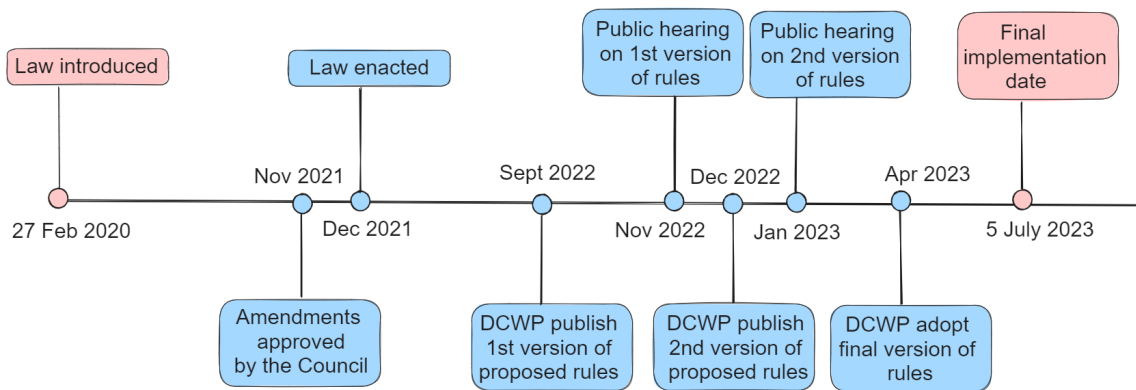 Law introduced
27 Feb 2020
Nov 2021
Amendments
approved
by the Council
Law enacted
Dec 2021
Sept 2022
DCWP publish
1st version of
proposed rules
Public hearing
on 1st version
of rules
Nov 2022
Dec 2022
DCWP publish
2nd version of
proposed rules
Public hearing
on 2nd version
of rules
Jan 2023
Apr 2023
DCWP adopt
final version of
rules
Final
implementation
date
5 July 2023